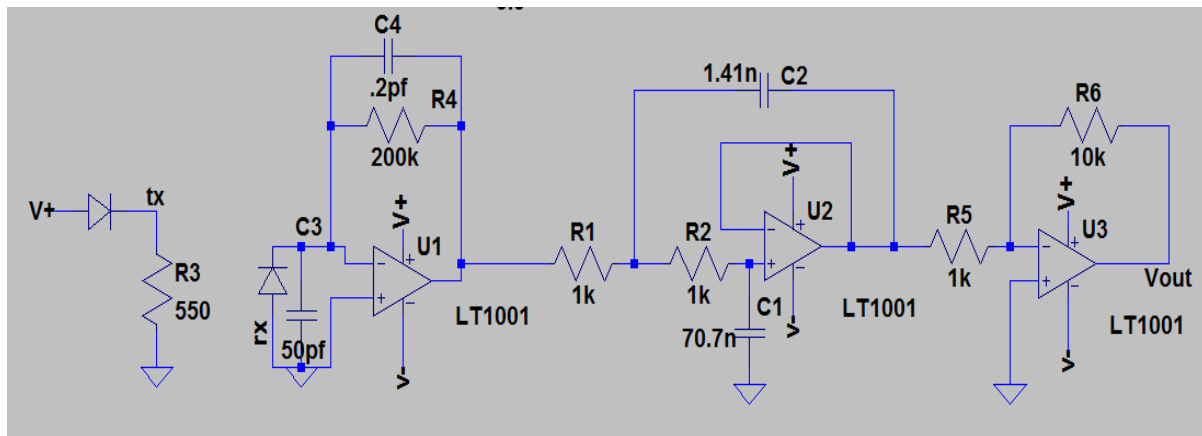 C4
.2pf
R4
200k
V+
tx
R3
550
C3
rx
50pf
V+
U1
v-
LT1001
R1
1k
1.41n
C2
R2
1k
C1
70.7n
V+
U2
v-
LT1001
R5
1k
R6
10k
V+
U3
v-
Vout
LT1001